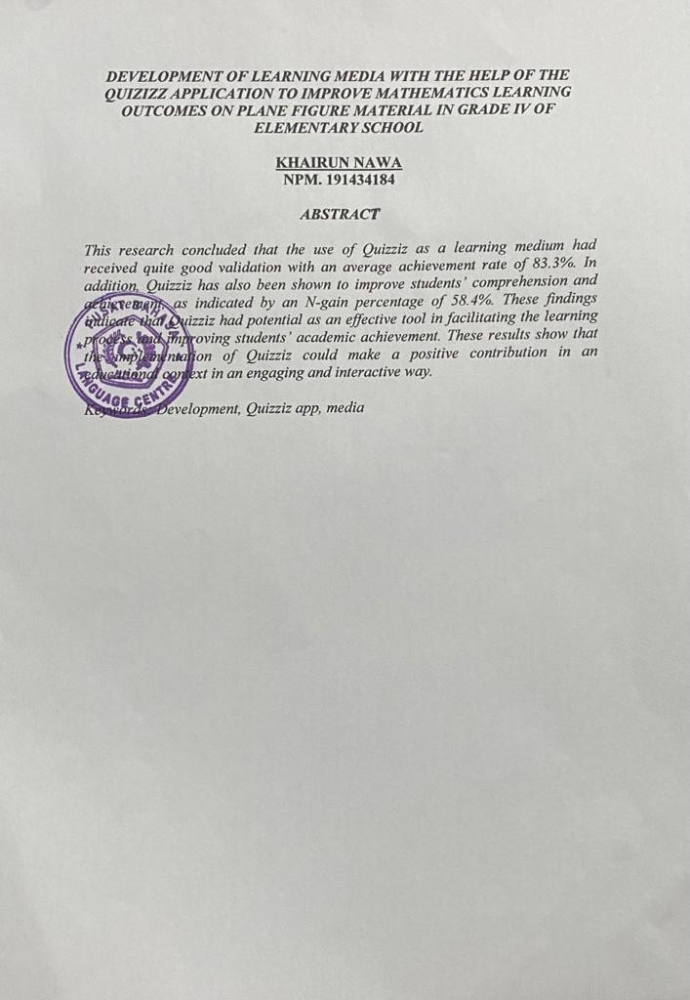 DEVELOPMENT OF LEARNING MEDIA WITH THE HELP OF THE
QUIZIZZ APPLICATION TO IMPROVE MATHEMATICS LEARNING
OUTCOMES ON PLANE FIGURE MATERIAL IN GRADE IV OF
ELEMENTARY SCHOOL
KHAIRUN NAWA
NPM. 191434184
ABSTRACT
This research concluded that the use of Quizziz as a learning medium had
received quite good validation with an average achievement rate of 83.3%. In
addition, Quizziz has also been shown to improve students' comprehension and
achievement, as indicated by an N-gain percentage of 58.4%. These findings
indicate that Quizziz had potential as an effective tool in facilitating the learning
process and improving students' academic achievement. These results show that
the implementation of Quizziz could make a positive contribution in an
educational context in an engaging and interactive way.
Keywords: Development, Quizziz app, media
PUSAT BAHASA
LANGUAGE CENTRE